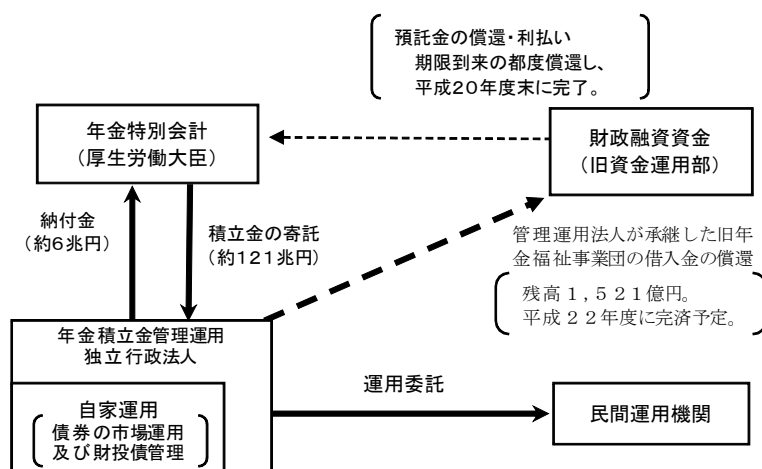 預託金の償還・利払い
期限到来の都度償還し、
平成20年度末に完了。
年金特別会計
（厚生労働大臣）
財政融資資金
（旧資金運用部）
納付金
（約6兆円）
積立金の寄託
（約121兆円）
管理運用法人が承継した旧年
金福祉事業団の借入金の償還
残高１,５２１億円。
平成２２年度に完済予定。
年金積立金管理運用
独立行政法人
自家運用
債券の市場運用
及び財投債管理
運用委託
民間運用機関